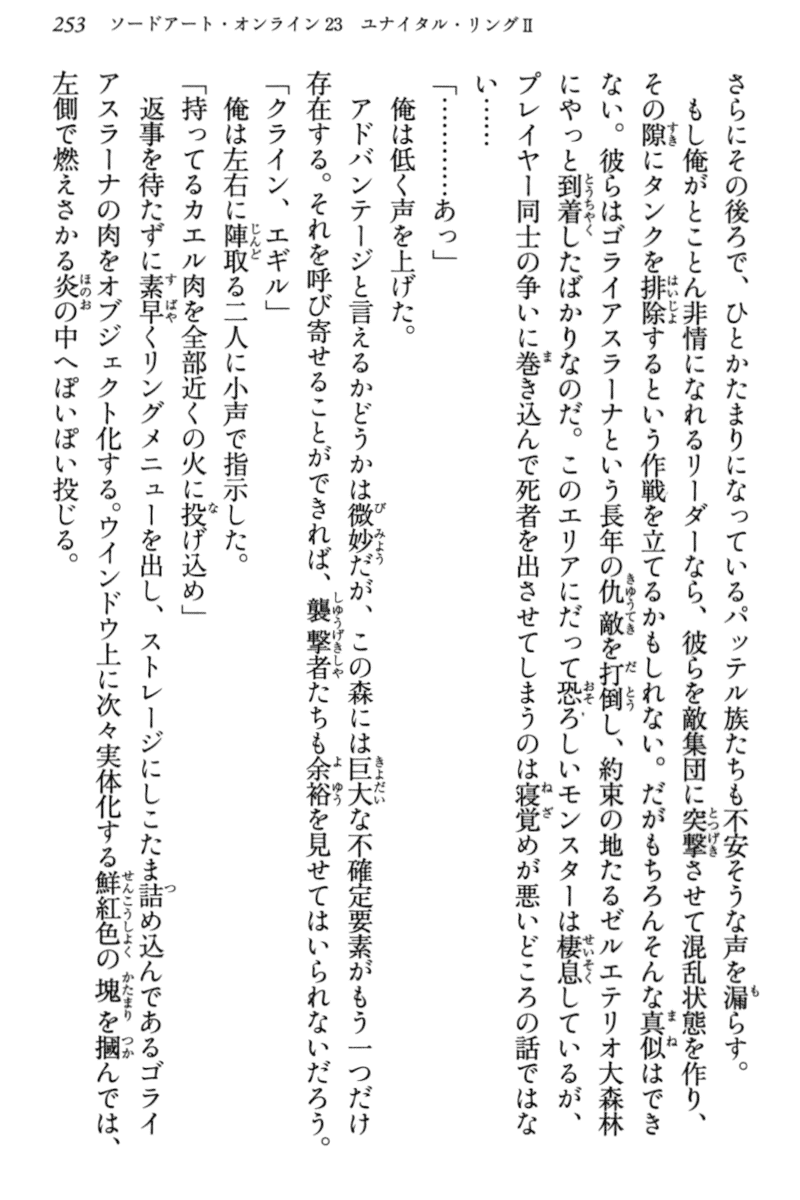 253　ソードアート・オンライン23　ユナイタル・リングⅡ
さらにその後ろで、ひとかたまりになっているパッテル族たちも不安そうな声を漏らす。
　もし俺がとことん非情になれるリーダーなら、彼らを敵集団に突撃させて混乱状態を作り、
その隙にタンクを排除するという作戦を立てるかもしれない。だがもちろんそんな真似はでき
ない。彼らはゴライアスラーナという長年の仇敵を打倒し、約束の地たるゼルエテリオ大森林
にやっと到着したばかりなのだ。このエリアにだって恐ろしいモンスターは棲息しているが、
プレイヤー同士の争いに巻き込んで死者を出させてしまうのは寝覚めが悪いどころの話ではな
い……
「…………あっ」
　俺は低く声を上げた。
　アドバンテージと言えるかどうかは微妙だが、この森には巨大な不確定要素がもう一つだけ
存在する。それを呼び寄せることができれば、襲撃者たちも余裕を見せてはいられないだろう。
「クライン、エギル」
　俺は左右に陣取る二人に小声で指示した。
「持ってるカエル肉を全部近くの火に投げ込め」
　返事を待たずに素早くリングメニューを出し、ストレージにしこたま詰め込んであるゴライ
アスラーナの肉をオブジェクト化する。ウインドウ上に次々実体化する鮮紅色の塊を摑んでは、
左側で燃えさかる炎の中へぽいぽい投じる。